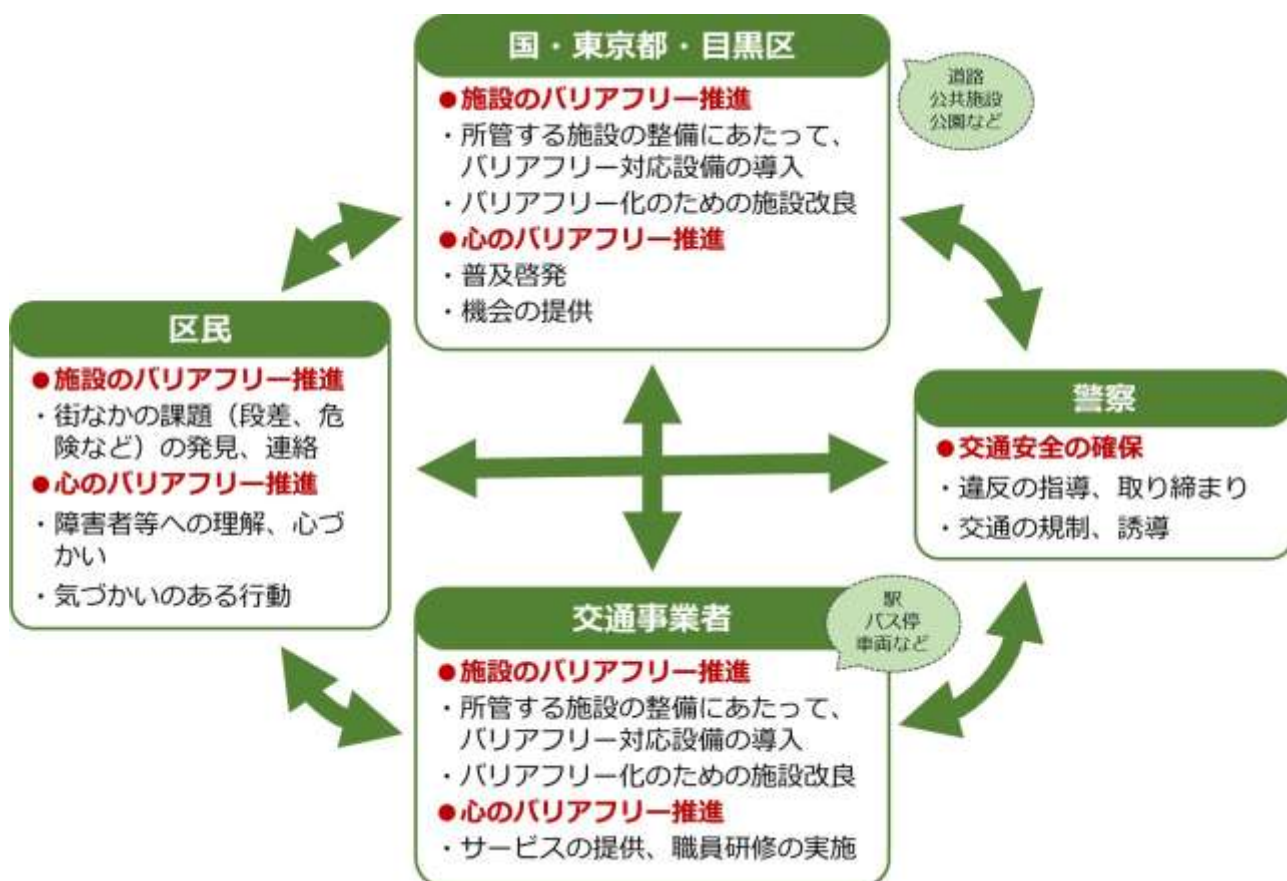 国・東京都・目黒区
●施設のバリアフリー推進
・所管する施設の整備にあたって、
バリアフリー対応設備の導入
・バリアフリー化のための施設改良
●心のバリアフリー推進
・普及啓発
・機会の提供
道路
公共施設
公園など
区民
●施設のバリアフリー推進
・街なかの課題（段差、危
険など）の発見、連絡
●心のバリアフリー推進
・障害者等への理解、心づ
かい
・気づかいのある行動
警察
●交通安全の確保
・違反の指導、取り締まり
・交通の規制、誘導
交通事業者
駅
バス停
車両など
●施設のバリアフリー推進
・所管する施設の整備にあたって、
バリアフリー対応設備の導入
・バリアフリー化のための施設改良
●心のバリアフリー推進
・サービスの提供、職員研修の実施